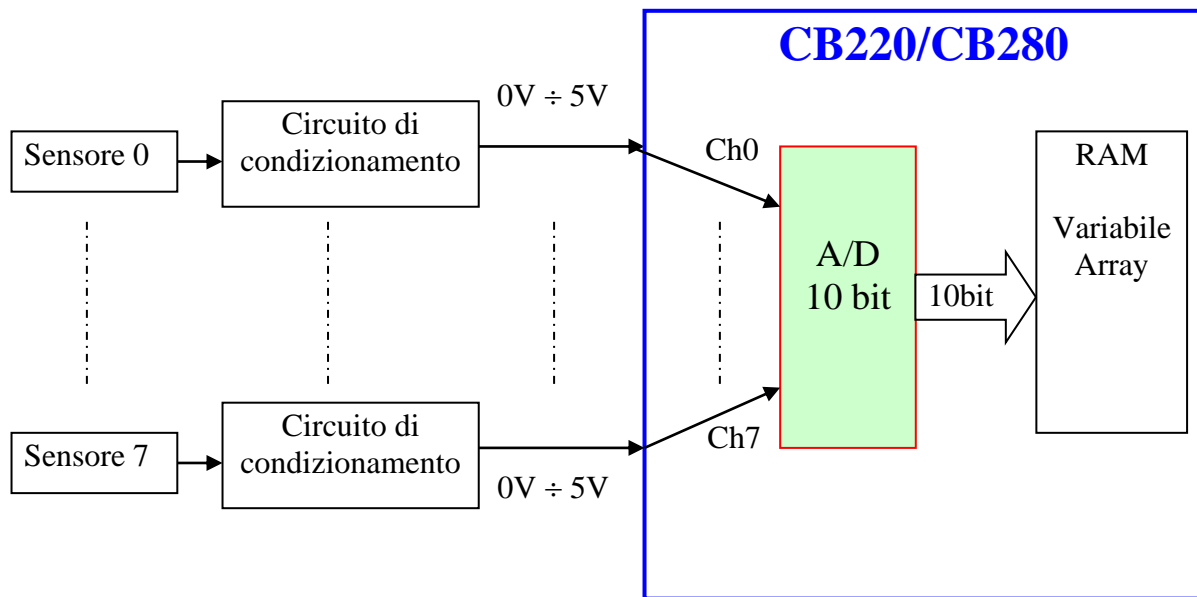 CB220/CB280
0V ÷ 5V
Sensore 0
Circuito di
condizionamento
Ch0
A/D
10 bit
10bit
RAM
Variabile
Array
Sensore 7
Circuito di
condizionamento
Ch7
0V ÷ 5V